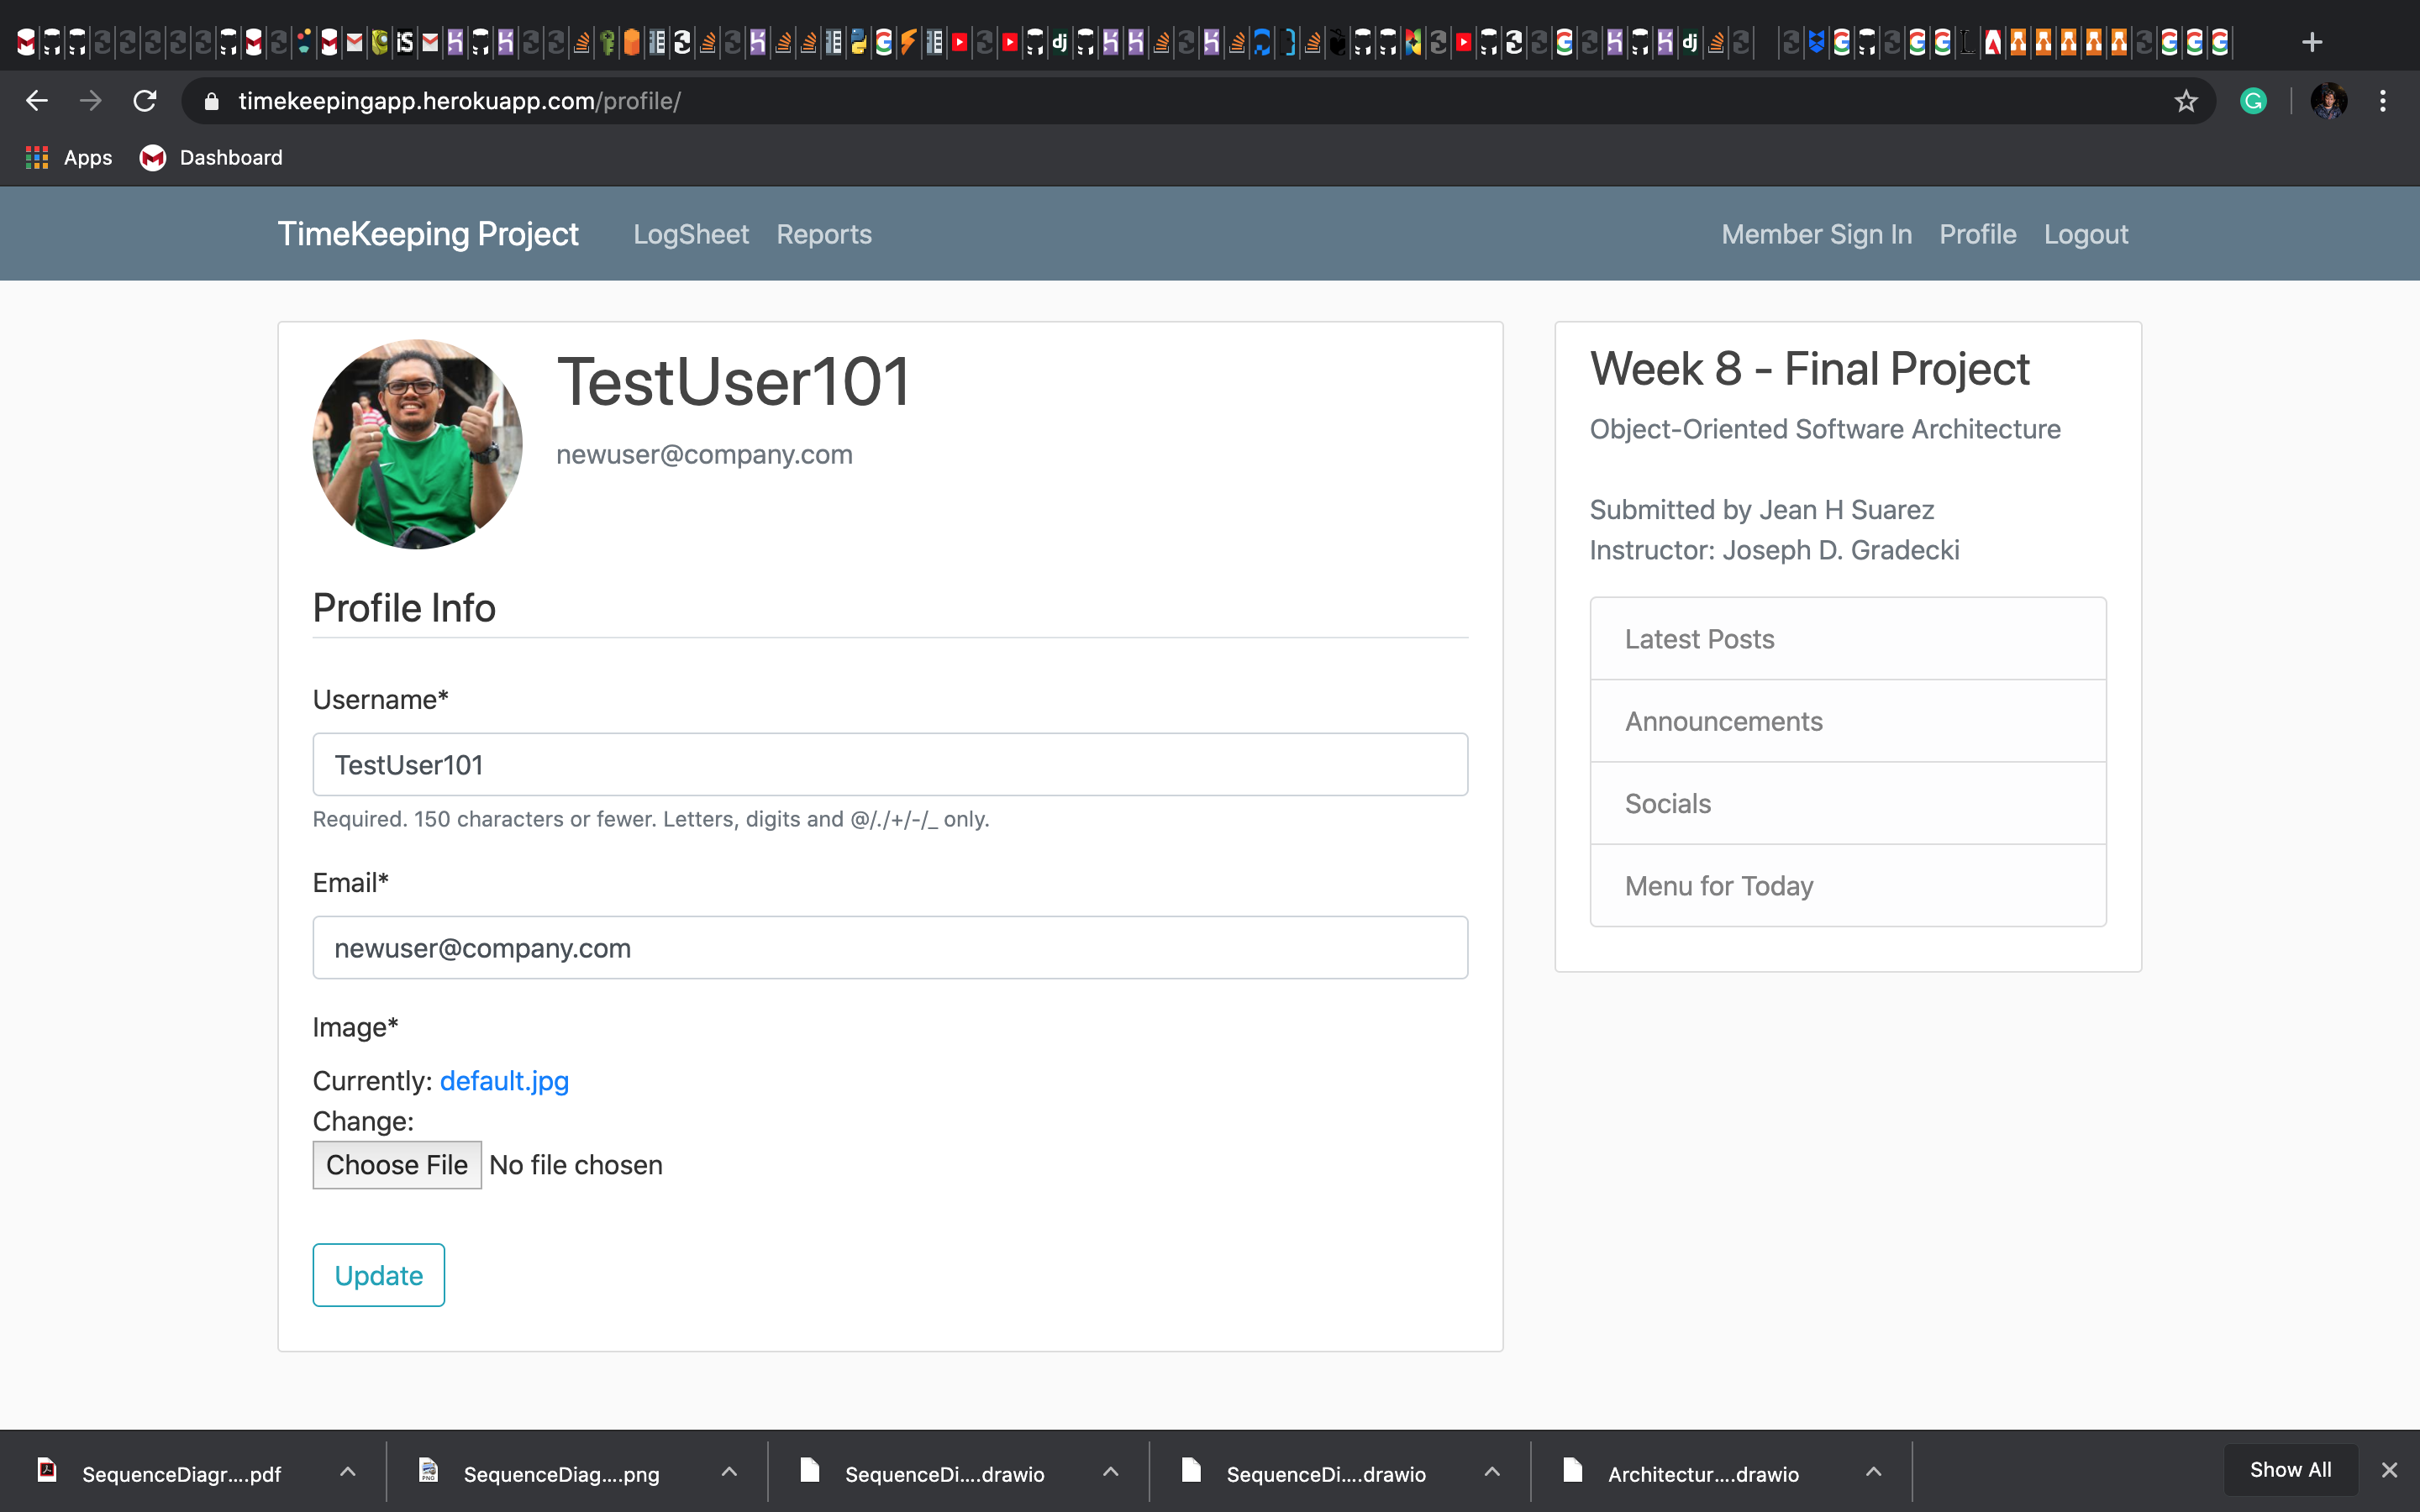 timekeepingapp.herokuapp.com/profile/
Apps
Dashboard
TimeKeeping Project
LogSheet
Reports
Member Sign In
Profile
Logout
TestUser101
newuser@company.com
Profile Info
Username*
TestUser101
Required. 150 characters or fewer. Letters, digits and @/./+/-/_ only.
Email*
newuser@company.com
Image*
Currently: default.jpg
Change:
Choose File No file chosen
Update
Week 8 - Final Project
Object-Oriented Software Architecture
Submitted by Jean H Suarez
Instructor: Joseph D. Gradecki
Latest Posts
Announcements
Socials
Menu for Today
SequenceDiagr....pdf
SequenceDiag....png
SequenceDi....drawio
SequenceDi....drawio
Architectur....drawio
Show All